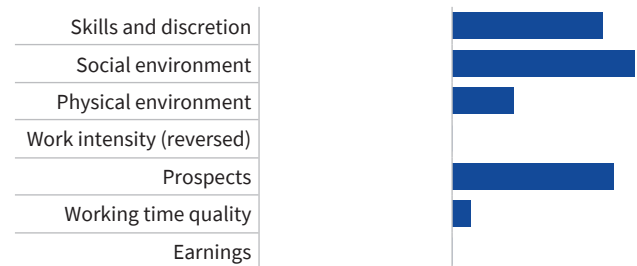 Skills and discretion
Social environment
Physical environment
Work intensity (reversed)
Prospects
Working time quality
Earnings